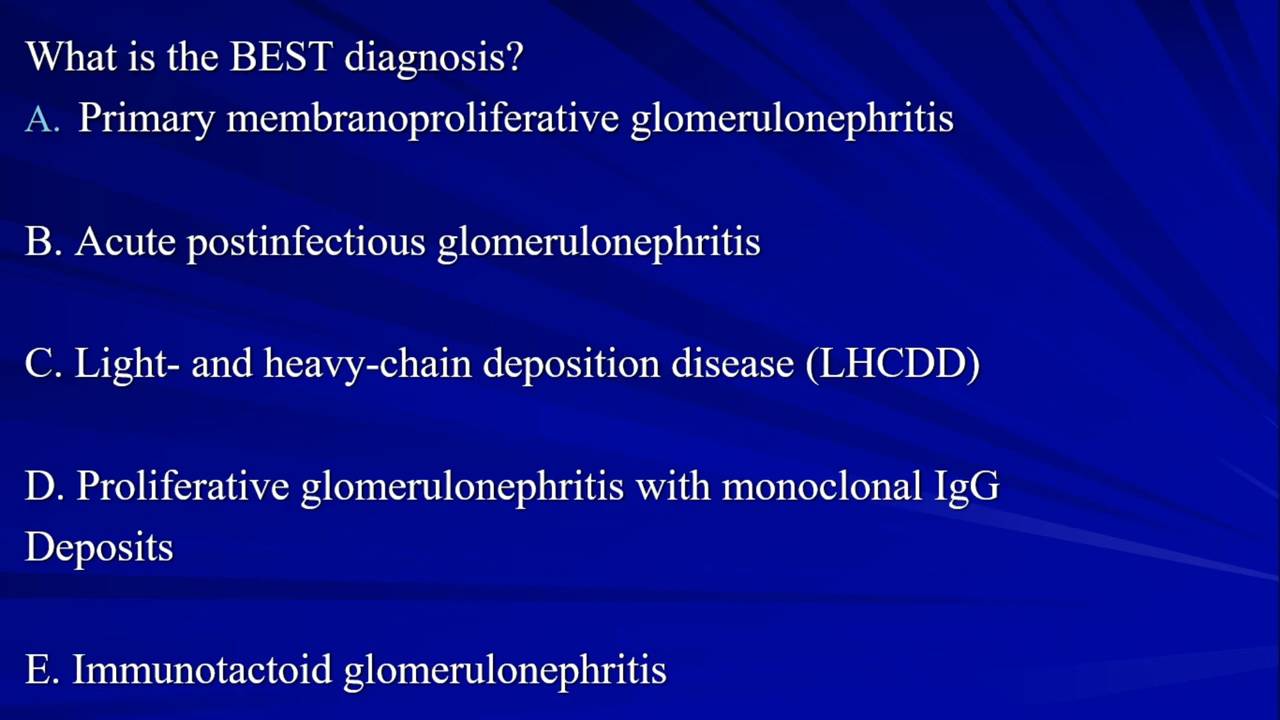 What is the BEST diagnosis?
A. Primary membranoproliferative glomerulonephritis
B. Acute postinfectious glomerulonephritis
C. Light- and heavy-chain deposition disease (LHCDD)
D. Proliferative glomerulonephritis with monoclonal IgG
Deposits
E. Immunotactoid glomerulonephritis